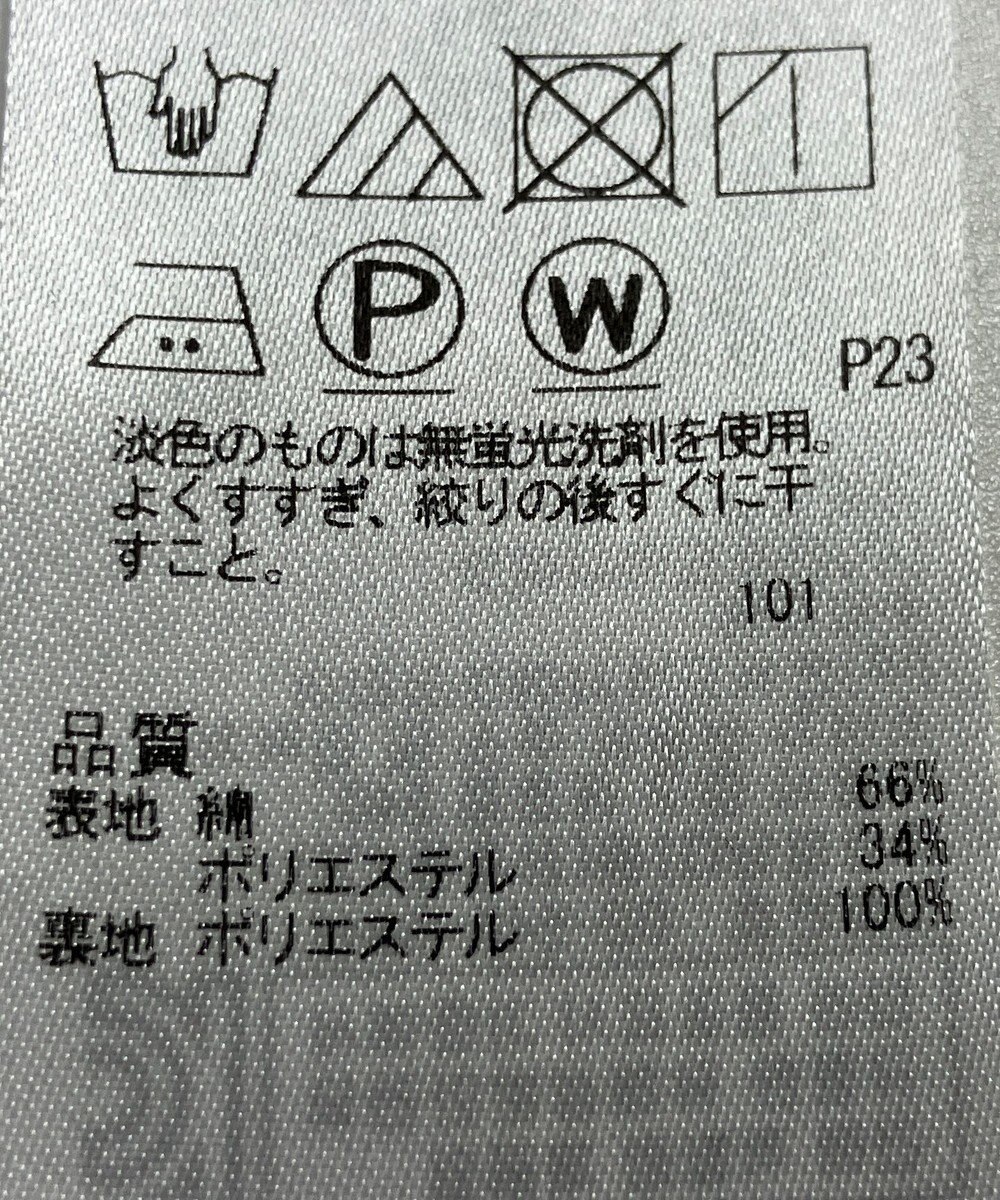 P W P23
淡色のものは無蛍光洗剤を使用。
よくすすぎ、絞りの後すぐに干
すこと。
101
品質
表地 綿 66%
ポリエステル 34%
裏地 ポリエステル 100%